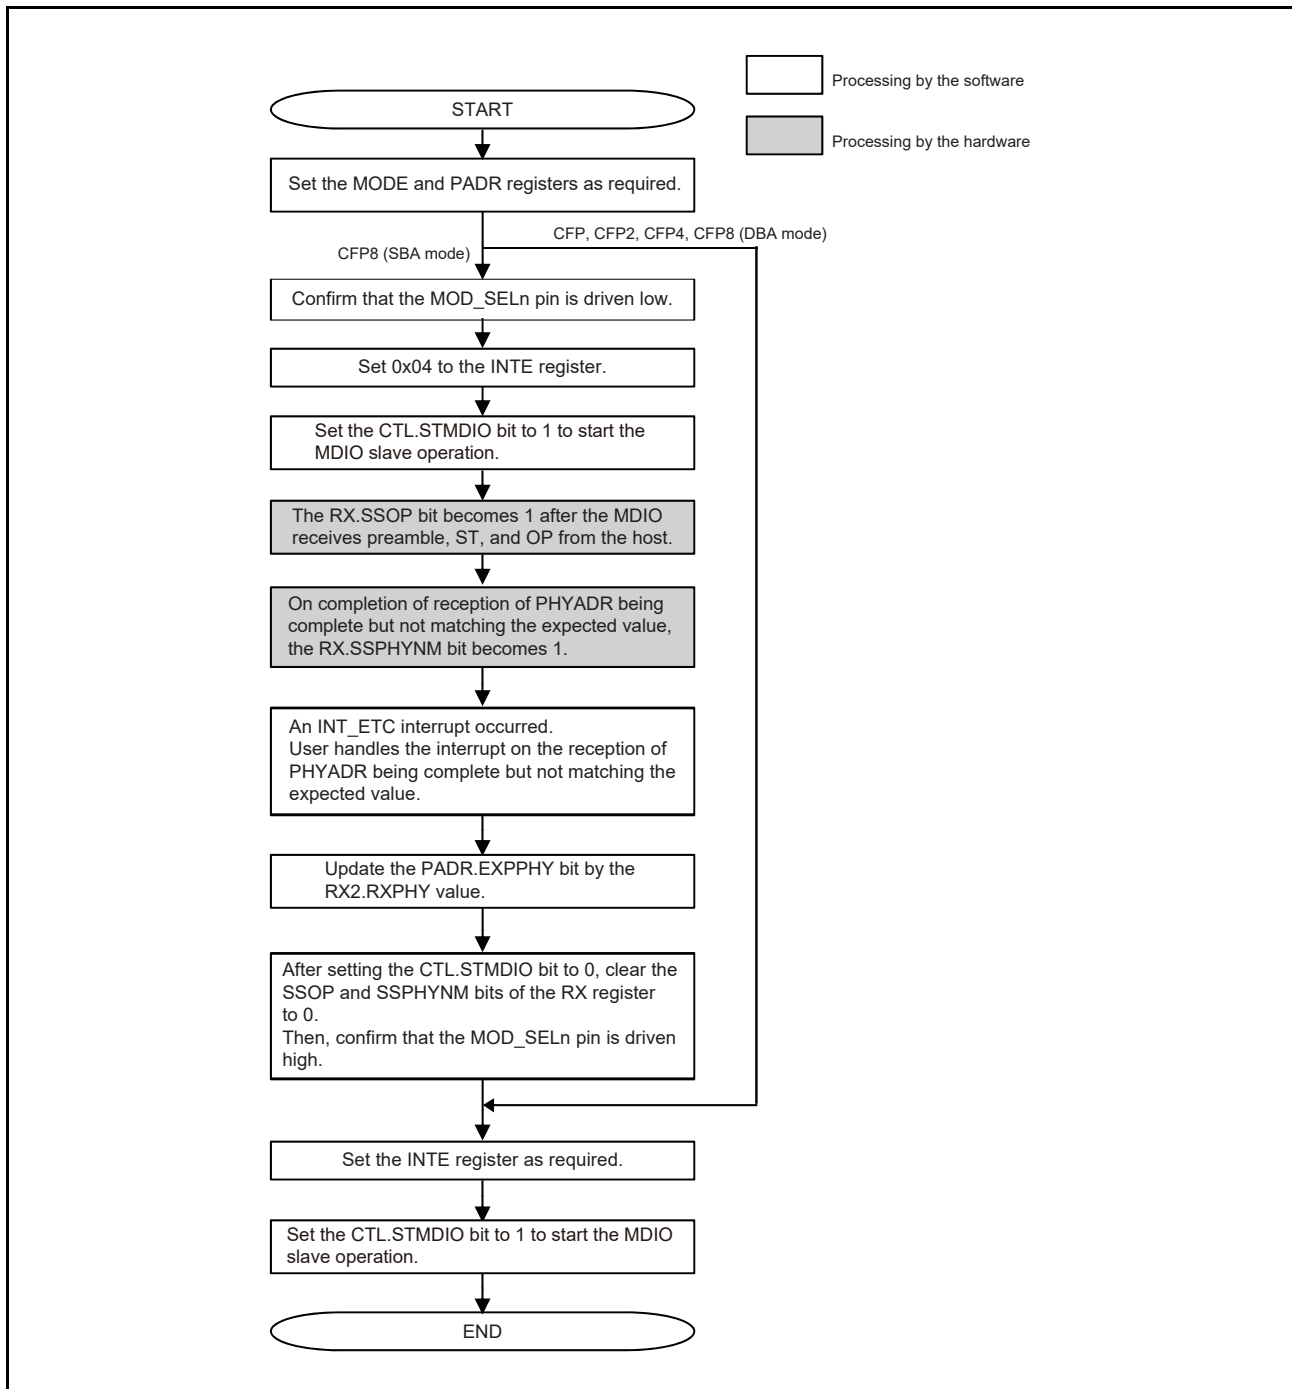 Processing by the software
START
Processing by the hardware
Set the MODE and PADR registers as required.
CFP, CFP2, CFP4, CFP8 (DBA mode)
CFP8 (SBA mode)
Confirm that the MOD_SELn pin is driven low.
Set 0x04 to the INTE register.
Set the CTL.STMDIO bit to 1 to start the
MDIO slave operation.
The RX.SSOP bit becomes 1 after the MDIO
receives preamble, ST, and OP from the host.
On completion of reception of PHYADR being
complete but not matching the expected value,
the RX.SSPHYNM bit becomes 1.
An INT_ETC interrupt occurred.
User handles the interrupt on the reception of
PHYADR being complete but not matching the
expected value.
Update the PADR.EXPPHY bit by the
RX2.RXPHY value.
After setting the CTL.STMDIO bit to 0, clear the
SSOP and SSPHYNM bits of the RX register
to 0.
Then, confirm that the MOD_SELn pin is driven
high.
Set the INTE register as required.
Set the CTL.STMDIO bit to 1 to start the MDIO
slave operation.
END